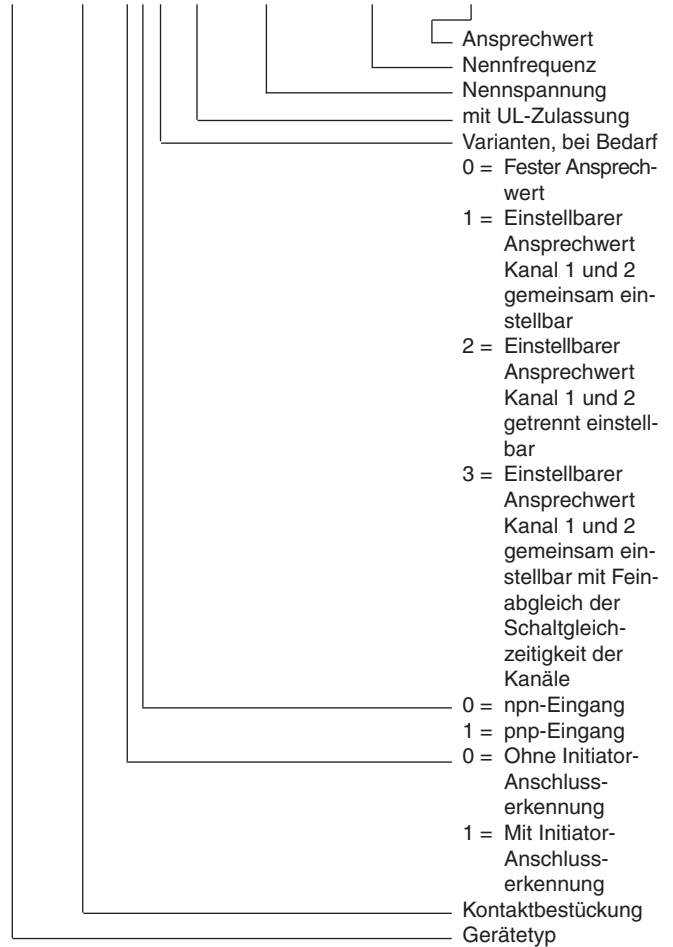 Ansprechwert
Nennfrequenz
Nennspannung
mit UL-Zulassung
Varianten, bei Bedarf
0 = Fester Ansprech-
wert
1 = Einstellbarer
Ansprechwert
Kanal 1 und 2
gemeinsam ein-
stellbar
2 = Einstellbarer
Ansprechwert
Kanal 1 und 2
getrennt einstell-
bar
3 = Einstellbarer
Ansprechwert
Kanal 1 und 2
gemeinsam ein-
stellbar mit Fein-
abgleich der
Schaltgleich-
zeitigkeit der
Kanäle
0 = npn-Eingang
1 = pnp-Eingang
0 = Ohne Initiator-
Anschluss-
erkennung
1 = Mit Initiator-
Anschluss-
erkennung
Kontaktbestückung
Gerätetyp